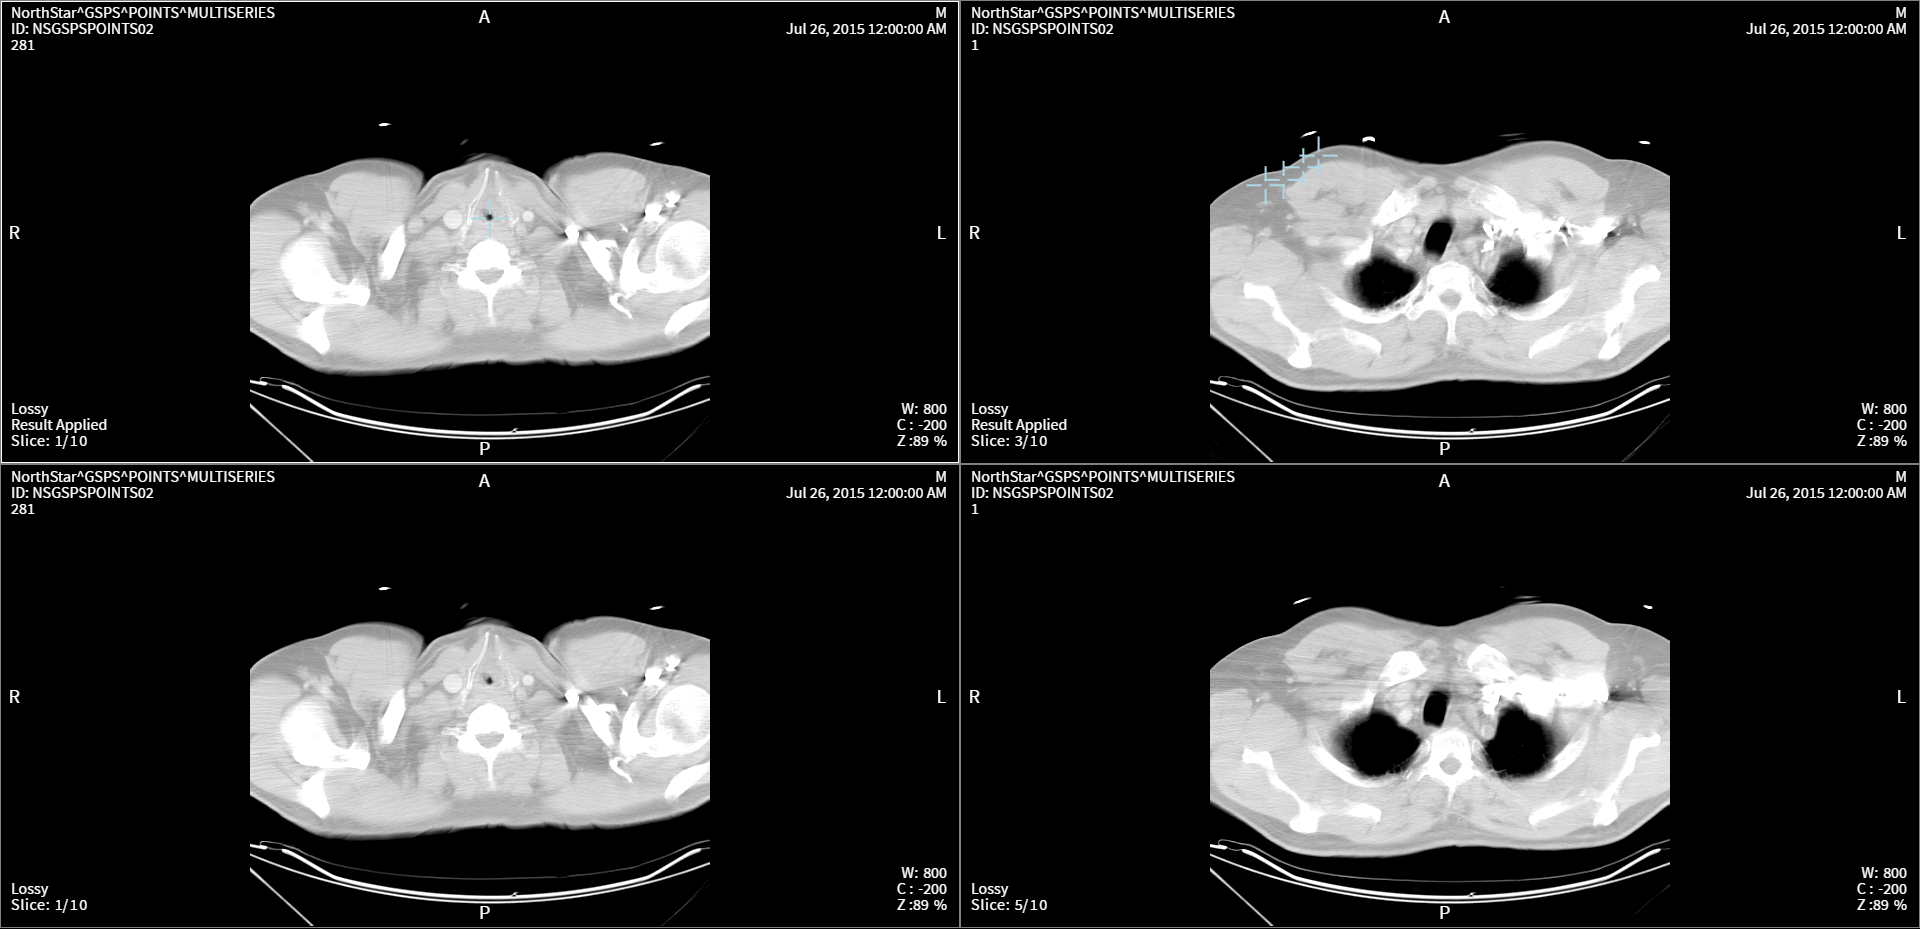 NorthStar^GSPS^POINTS^MULTISERIES
ID: NSGSPSPOINTS02
281
A
M
Jul 26, 2015 12:00:00 AM
R
L
Lossy
Result Applied
Slice: 1/10
P
W: 800
C : -200
Z :89 %
NorthStar^GSPS^POINTS^MULTISERIES
ID: NSGSPSPOINTS02
1
A
M
Jul 26, 2015 12:00:00 AM
R
L
Lossy
Result Applied
Slice: 3/10
P
W: 800
C : -200
Z :89 %
NorthStar^GSPS^POINTS^MULTISERIES
ID: NSGSPSPOINTS02
281
A
M
Jul 26, 2015 12:00:00 AM
R
L
Lossy
Slice: 1/10
P
W: 800
C : -200
Z :89 %
NorthStar^GSPS^POINTS^MULTISERIES
ID: NSGSPSPOINTS02
1
A
M
Jul 26, 2015 12:00:00 AM
R
L
Lossy
Slice: 5/10
P
W: 800
C : -200
Z :89 %